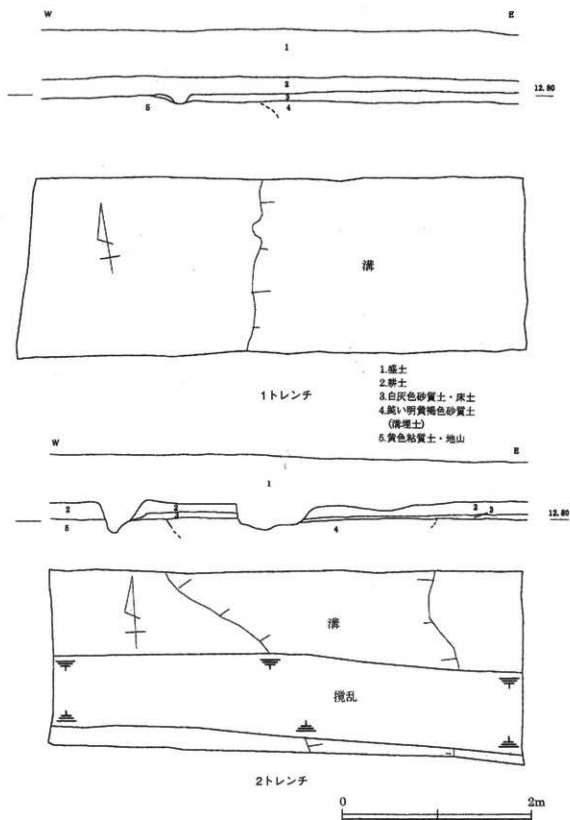 W E
1
2
12.80
3
5 4
溝
1トレンチ
1.盛土
2.耕土
3.白灰色砂質土・床土
4.鈍い明黄褐色砂質土
(溝埋土)
5.黄色粘質土・地山
W E
1
2 2 2 3
3
12.80
5 4
溝
撹乱
2トレンチ
0 2m